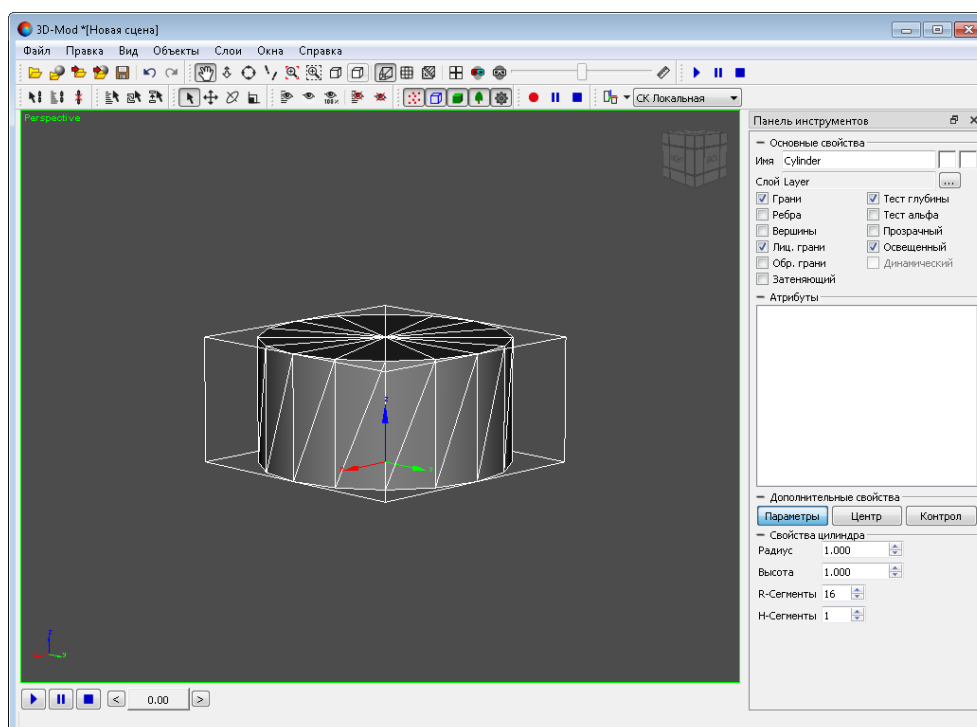 3D-Mod *[Новая сцена]
Файл Правка Вид Объекты Слои Окна Справка
100%
СК Локальная
Perspective
Панель инструментов
Основные свойства
Имя Cylinder
Слой Layer ...
Грани Тест глубины
Ребра Тест альфа
Вершины Прозрачный
Лиц. грани Освещенный
Обр. грани Динамический
Затеняющий
Атрибуты
Дополнительные свойства
Параметры Центр Контрол
Свойства цилиндра
Радиус 1.000
Высота 1.000
R-Сегменты 16
H-Сегменты 1
z
z
< 0.00 >